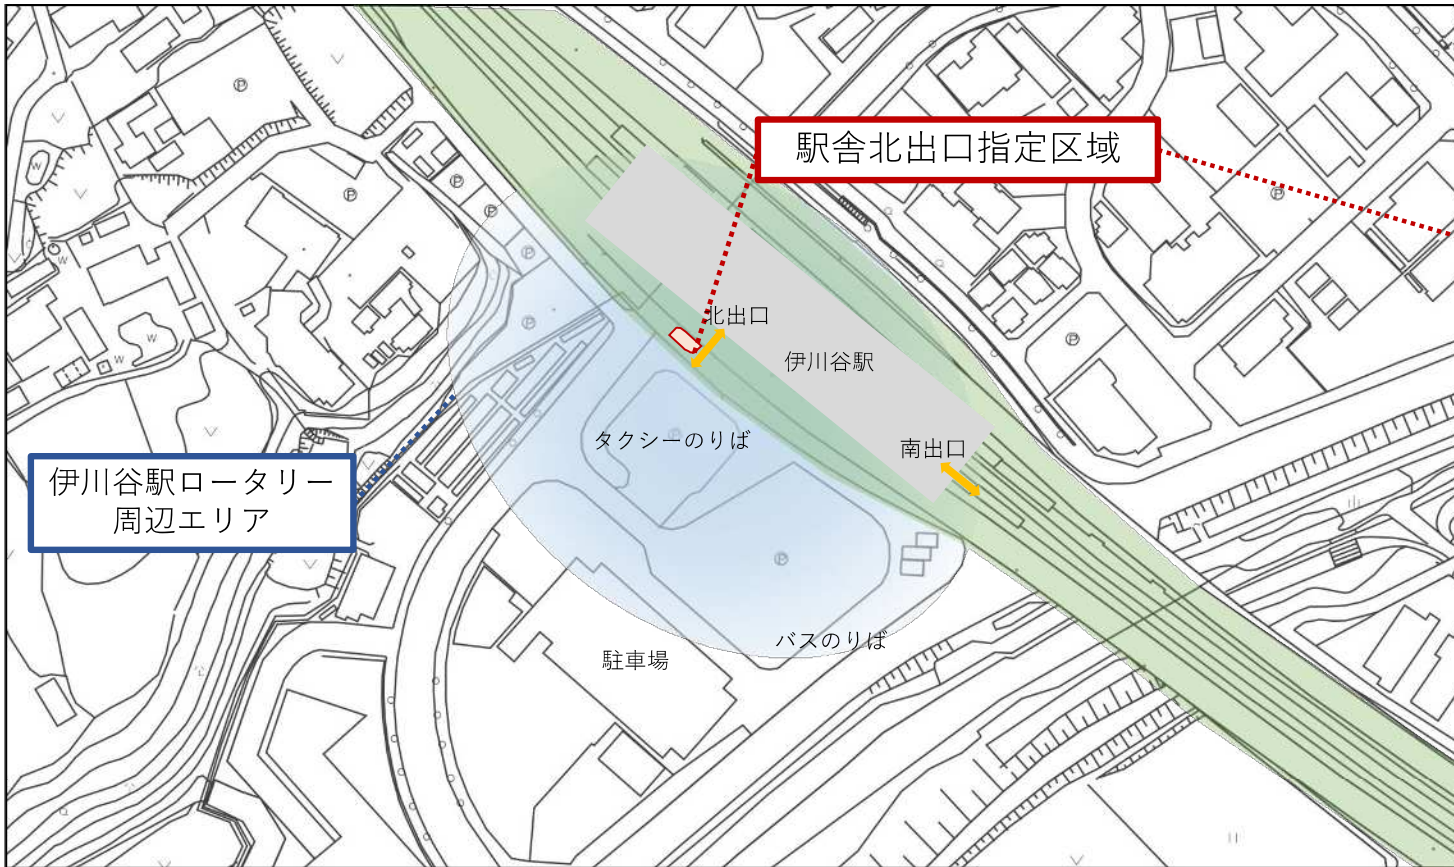 駅舎北出口指定区域
北出口
伊川谷駅
タクシーのりば
南出口
伊川谷駅ロータリー
周辺エリア
バスのりば
駐車場